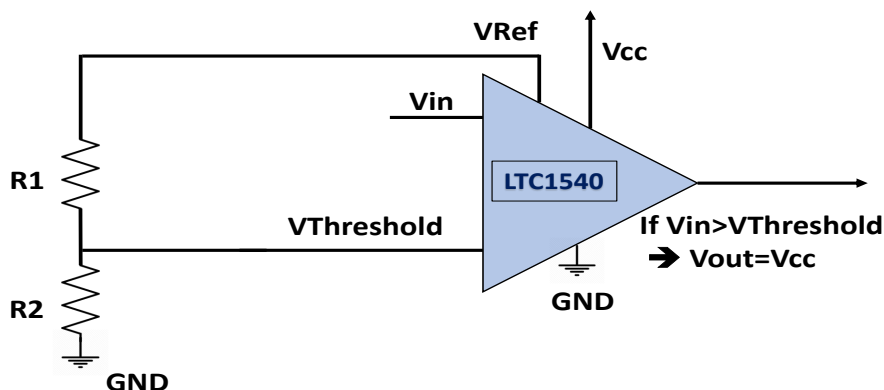 VRef
Vcc
Vin
R1
LTC1540
VThreshold
If Vin>VThreshold
➔ Vout=Vcc
R2
GND
GND